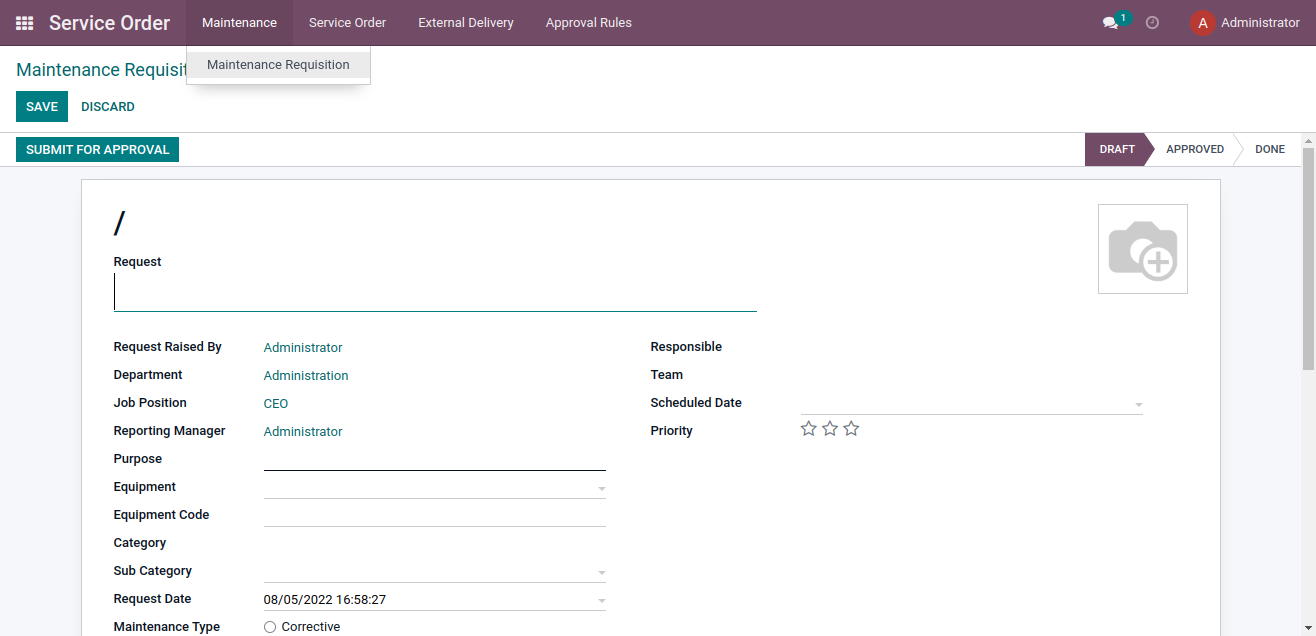 Service Order Maintenance Service Order External Delivery Approval Rules 1 A Administrator
Maintenance Requisition
Maintenance Requisit
SAVE DISCARD
SUBMIT FOR APPROVAL DRAFT APPROVED DONE
/
Request
Request Raised By Administrator Responsible
Department Administration Team
Job Position CEO Scheduled Date
Reporting Manager Administrator Priority
Purpose
Equipment
Equipment Code
Category
Sub Category
Request Date 08/05/2022 16:58:27
Maintenance Type Corrective